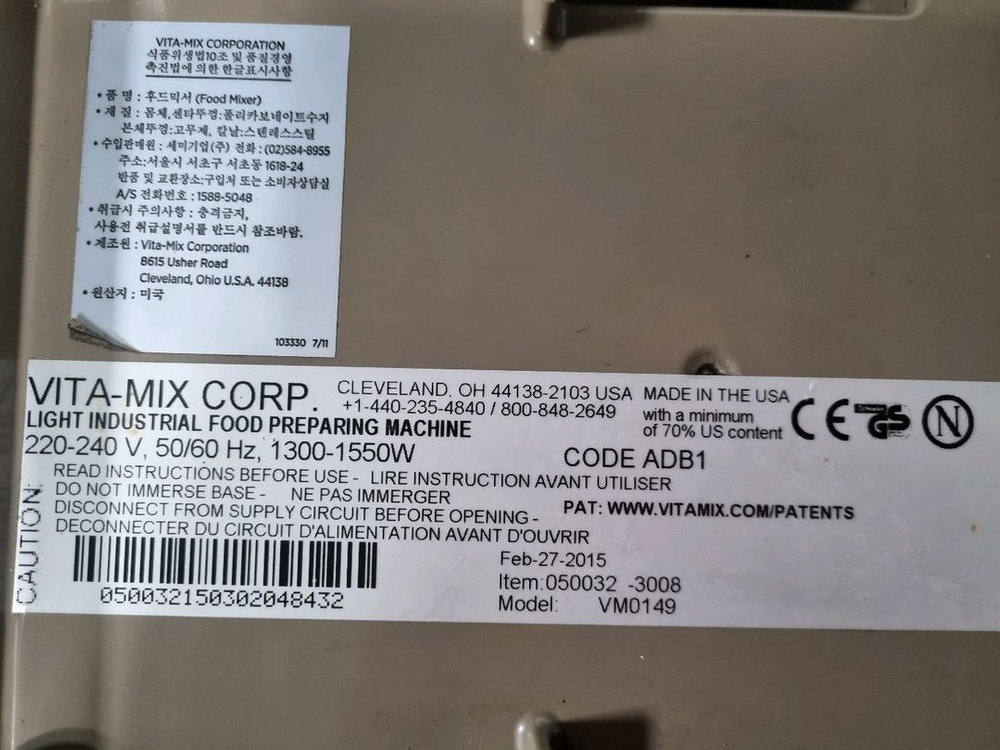 VITA-MIX CORPORATION
식품위생법10조 및 품질경영
촉진법에 의한 한글표시사항
• 품 명 : 후드믹서 (Food Mixer)
• 재 질 : 몸체,센타뚜껑:폴리카보네이트수지
본체뚜껑:고무제, 칼날:스텐레스스틸
• 수입판매원 : 세미기업(주) 전화 : (02)584-8955
주소:서울시 서초구 서초동 1618-24
반품 및 교환장소:구입처 또는 소비자상담실
A/S 전화번호 : 1588-5048
• 취급시 주의사항 : 충격금지,
사용전 취급설명서를 반드시 참조바람.
• 제조원 : Vita-Mix Corporation
8615 Usher Road
Cleveland, Ohio U.S.A. 44138
• 원산지 : 미국
103330 7/11
VITA-MIX CORP.
CLEVELAND. OH 44138-2103 USA
+1-440-235-4840 / 800-848-2649
MADE IN THE USA
with a minimum
of 70% US content
CE
GS
N
LIGHT INDUSTRIAL FOOD PREPARING MACHINE
220-240 V, 50/60 Hz, 1300-1550W
CODE ADB1
CAUTION:
READ INSTRUCTIONS BEFORE USE - LIRE INSTRUCTION AVANT UTILISER
DO NOT IMMERSE BASE - NE PAS IMMERGER
DISCONNECT FROM SUPPLY CIRCUIT BEFORE OPENING -
DECONNECTER DU CIRCUIT D'ALIMENTATION AVANT D'OUVRIR
PAT: WWW.VITAMIX.COM/PATENTS
050032150302048432
Feb-27-2015
Item:050032 -3008
Model: VM0149